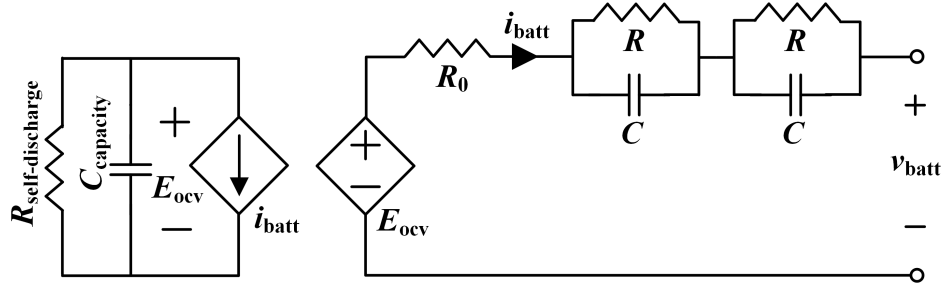 R_self-discharge
C_capacity
+
E_ocv
−
i_batt
+
−
E_ocv
R_0
i_batt
R
C
R
C
+
v_batt
−